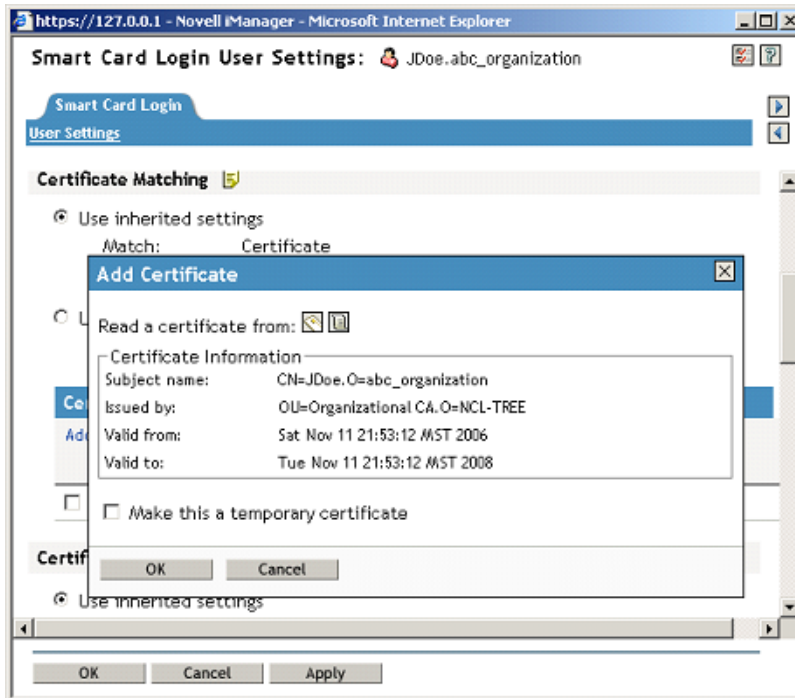 https://127.0.0.1 - Novell iManager - Microsoft Internet Explorer
Smart Card Login User Settings: JDoe.abc_organization
Smart Card Login
User Settings
Certificate Matching
Use inherited settings
Match: Certificate
Add Certificate
Read a certificate from:
Certificate Information
Subject name: CN=JDoe.O=abc_organization
Issued by: OU=Organizational CA.O=NCL-TREE
Valid from: Sat Nov 11 21:53:12 MST 2006
Valid to: Tue Nov 11 21:53:12 MST 2008
Make this a temporary certificate
OK Cancel
Use inherited settings
OK Cancel Apply